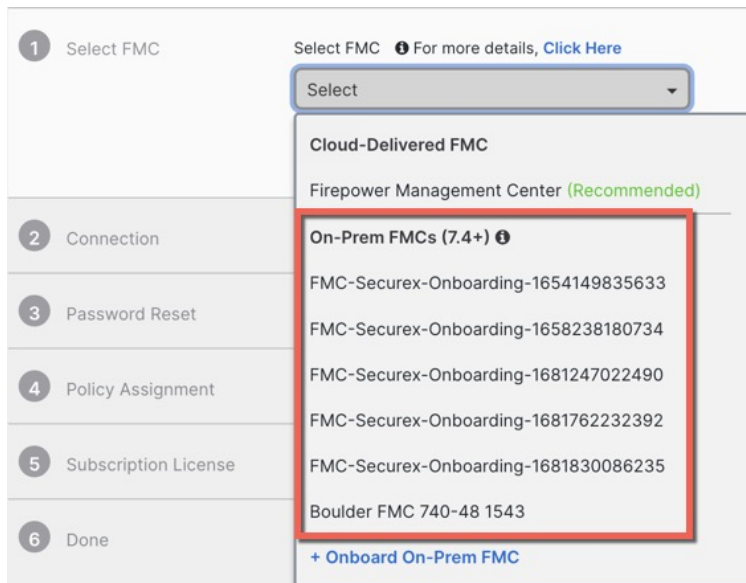 1 Select FMC
Select FMC For more details, Click Here
Select
Cloud-Delivered FMC
Firepower Management Center (Recommended)
On-Prem FMCs (7.4+)
FMC-Securex-Onboarding-1654149835633
FMC-Securex-Onboarding-1658238180734
FMC-Securex-Onboarding-1681247022490
FMC-Securex-Onboarding-1681762232392
FMC-Securex-Onboarding-1681830086235
Boulder FMC 740-48 1543
+ Onboard On-Prem FMC
2 Connection
3 Password Reset
4 Policy Assignment
5 Subscription License
6 Done